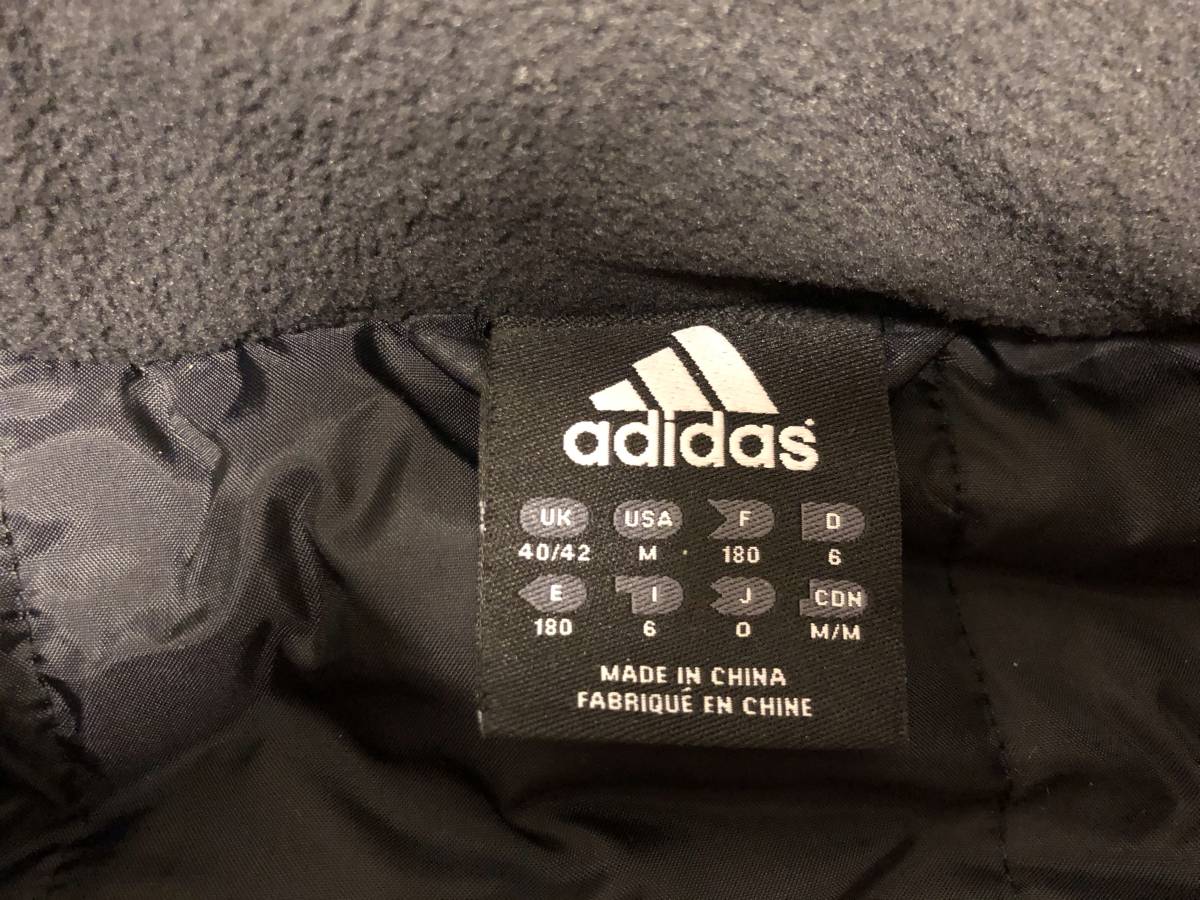 adidas
UK USA F D
40/42 M 180 6
E I J CDN
180 6 O M/M
MADE IN CHINA
FABRIQUÉ EN CHINE